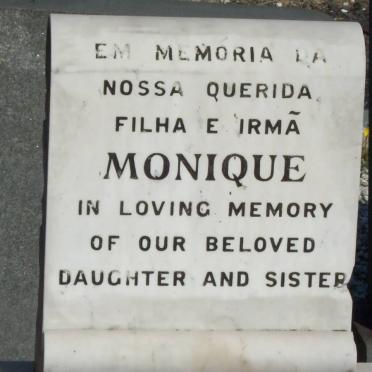 EM MEMORIA DA
NOSSA QUERIDA
FILHA E IRMÃ
MONIQUE
IN LOVING MEMORY
OF OUR BELOVED
DAUGHTER AND SISTER